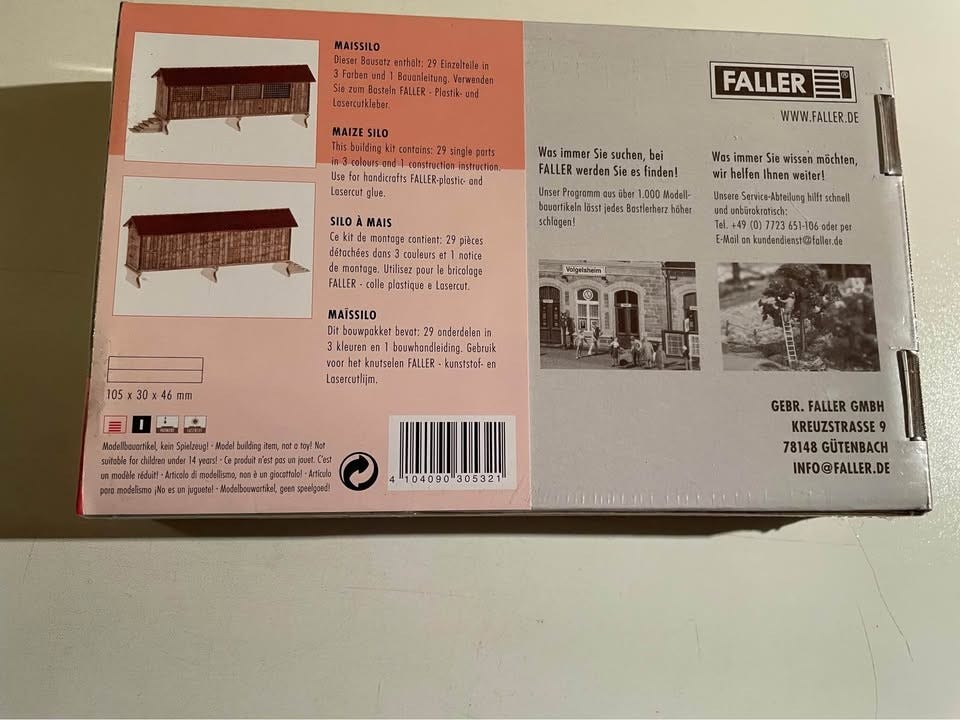 MAISSILO
Dieser Bausatz enthält; 29 Einzelteile in
3 Farben und 1 Bauanleitung. Verwenden
Sie zum Basteln FALLER - Plastik- und
Lasercutkleber.
MAIZE SILO
This building kit contains: 29 single parts
in 3 colours and 1 construction instruction.
Use for handicrafts FALLER-plastic- and
Lasercut glue.
SILO À MAIS
Ce kit de montage contient: 29 pièces
détachées dans 3 couleurs et 1 notice
de montage. Utilisez pour le bricolage
FALLER - colle plastique e Lasercut.
MAÏSSILO
Dit bouwpakket bevat: 29 onderdelen in
3 kleuren en 1 bouwhandleiding. Gebruik
voor het knutselen FALLER - kunststof- en
Lasercutlijm.
105 x 30 x 46 mm
Modellbauartikel, kein Spielzeug! · Model building item, not a toy! Not
suitable for children under 14 years! · Ce produit n'est pas un jouet. C'est
un modèle réduit! · Articolo di modellismo, non è un giocattolo! · Artículo
para modelismo ¡No es un juguete! · Modelbouwartikel, geen speelgoed!
4 104090 305321
FALLER ®
WWW.FALLER.DE
Was immer Sie suchen, bei
FALLER werden Sie es finden!
Unser Programm aus über 1.000 Modell-
bauartikeln lässt jedes Bastlerherz höher
schlagen!
Was immer Sie wissen möchten,
wir helfen Ihnen weiter!
Unsere Service-Abteilung hilft schnell
und unbürokratisch:
Tel. +49 (0) 7723 651-106 oder per
E-Mail an kundendienst@faller.de
Volgelsheim
GEBR. FALLER GMBH
KREUZSTRASSE 9
78148 GÜTENBACH
INFO@FALLER.DE